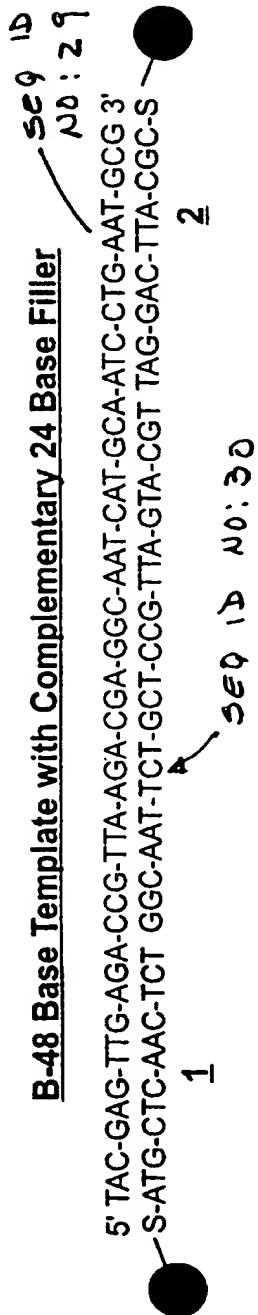 B-48 Base Template with Complementary 24 Base Filler
SEQ ID
NO: 29
5' TAC-GAG-TTG-AGA-CCG-TTA-AGA-CGA-GGC-AAT-CAT-GCA-ATC-CTG-AAT-GCG 3'
S-ATG-CTC-AAC-TCT GGC-AAT-TCT-GCT-CCG-TTA-GTA-CGT TAG-GAC-TTA-CGC-S
1
2
SEQ ID NO: 30